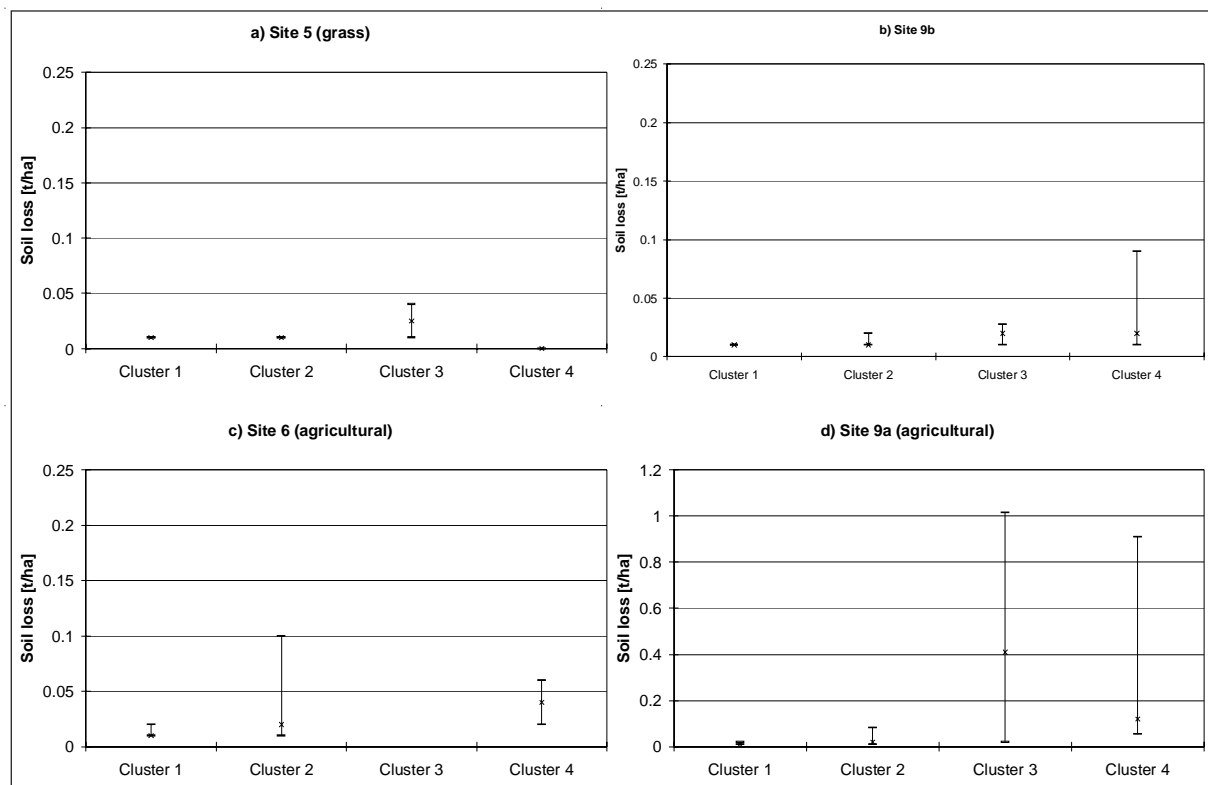 a) Site 5 (grass)
Soil loss [t/ha]
0.25
0.2
0.15
0.1
0.05
0
Cluster 1 Cluster 2 Cluster 3 Cluster 4
b) Site 9b
Soil loss [t/ha]
0.25
0.2
0.15
0.1
0.05
0
Cluster 1 Cluster 2 Cluster 3 Cluster 4
c) Site 6 (agricultural)
Soil loss [t/ha]
0.25
0.2
0.15
0.1
0.05
0
Cluster 1 Cluster 2 Cluster 3 Cluster 4
d) Site 9a (agricultural)
Soil loss [t/ha]
1.2
1
0.8
0.6
0.4
0.2
0
Cluster 1 Cluster 2 Cluster 3 Cluster 4